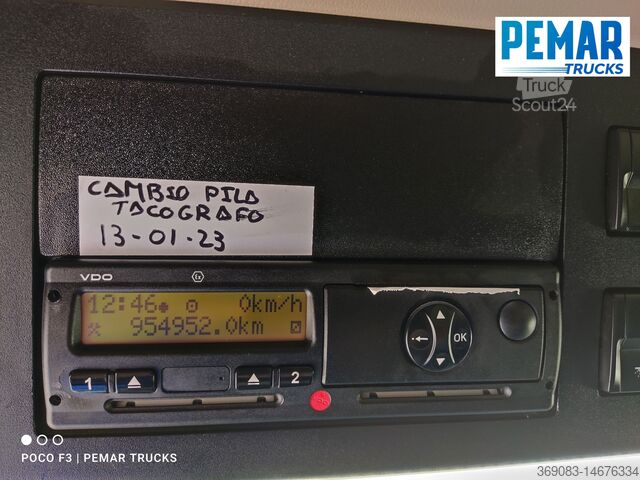 PEMAR
TRUCKS
Truck
Scout24
CAMBIO PILA
TACOGRAFO
13-01-23
VDO
Ex
12:46 0km/h
954952.0km
OK
1 2
POCO F3 | PEMAR TRUCKS
369083-14676334